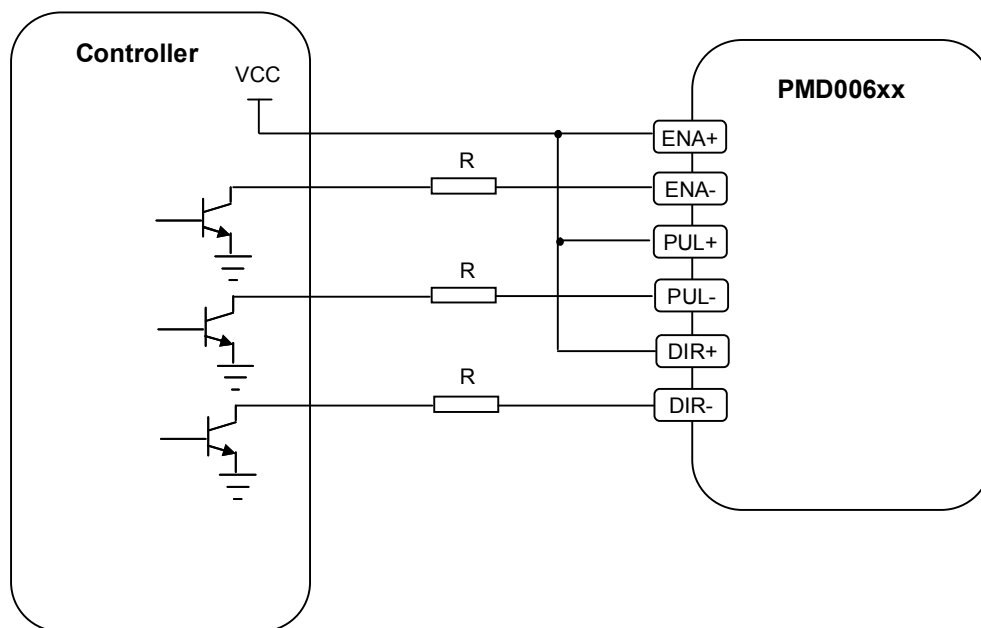 Controller
PMD006xx
VCC
ENA+
R
ENA-
PUL+
R
PUL-
DIR+
R
DIR-